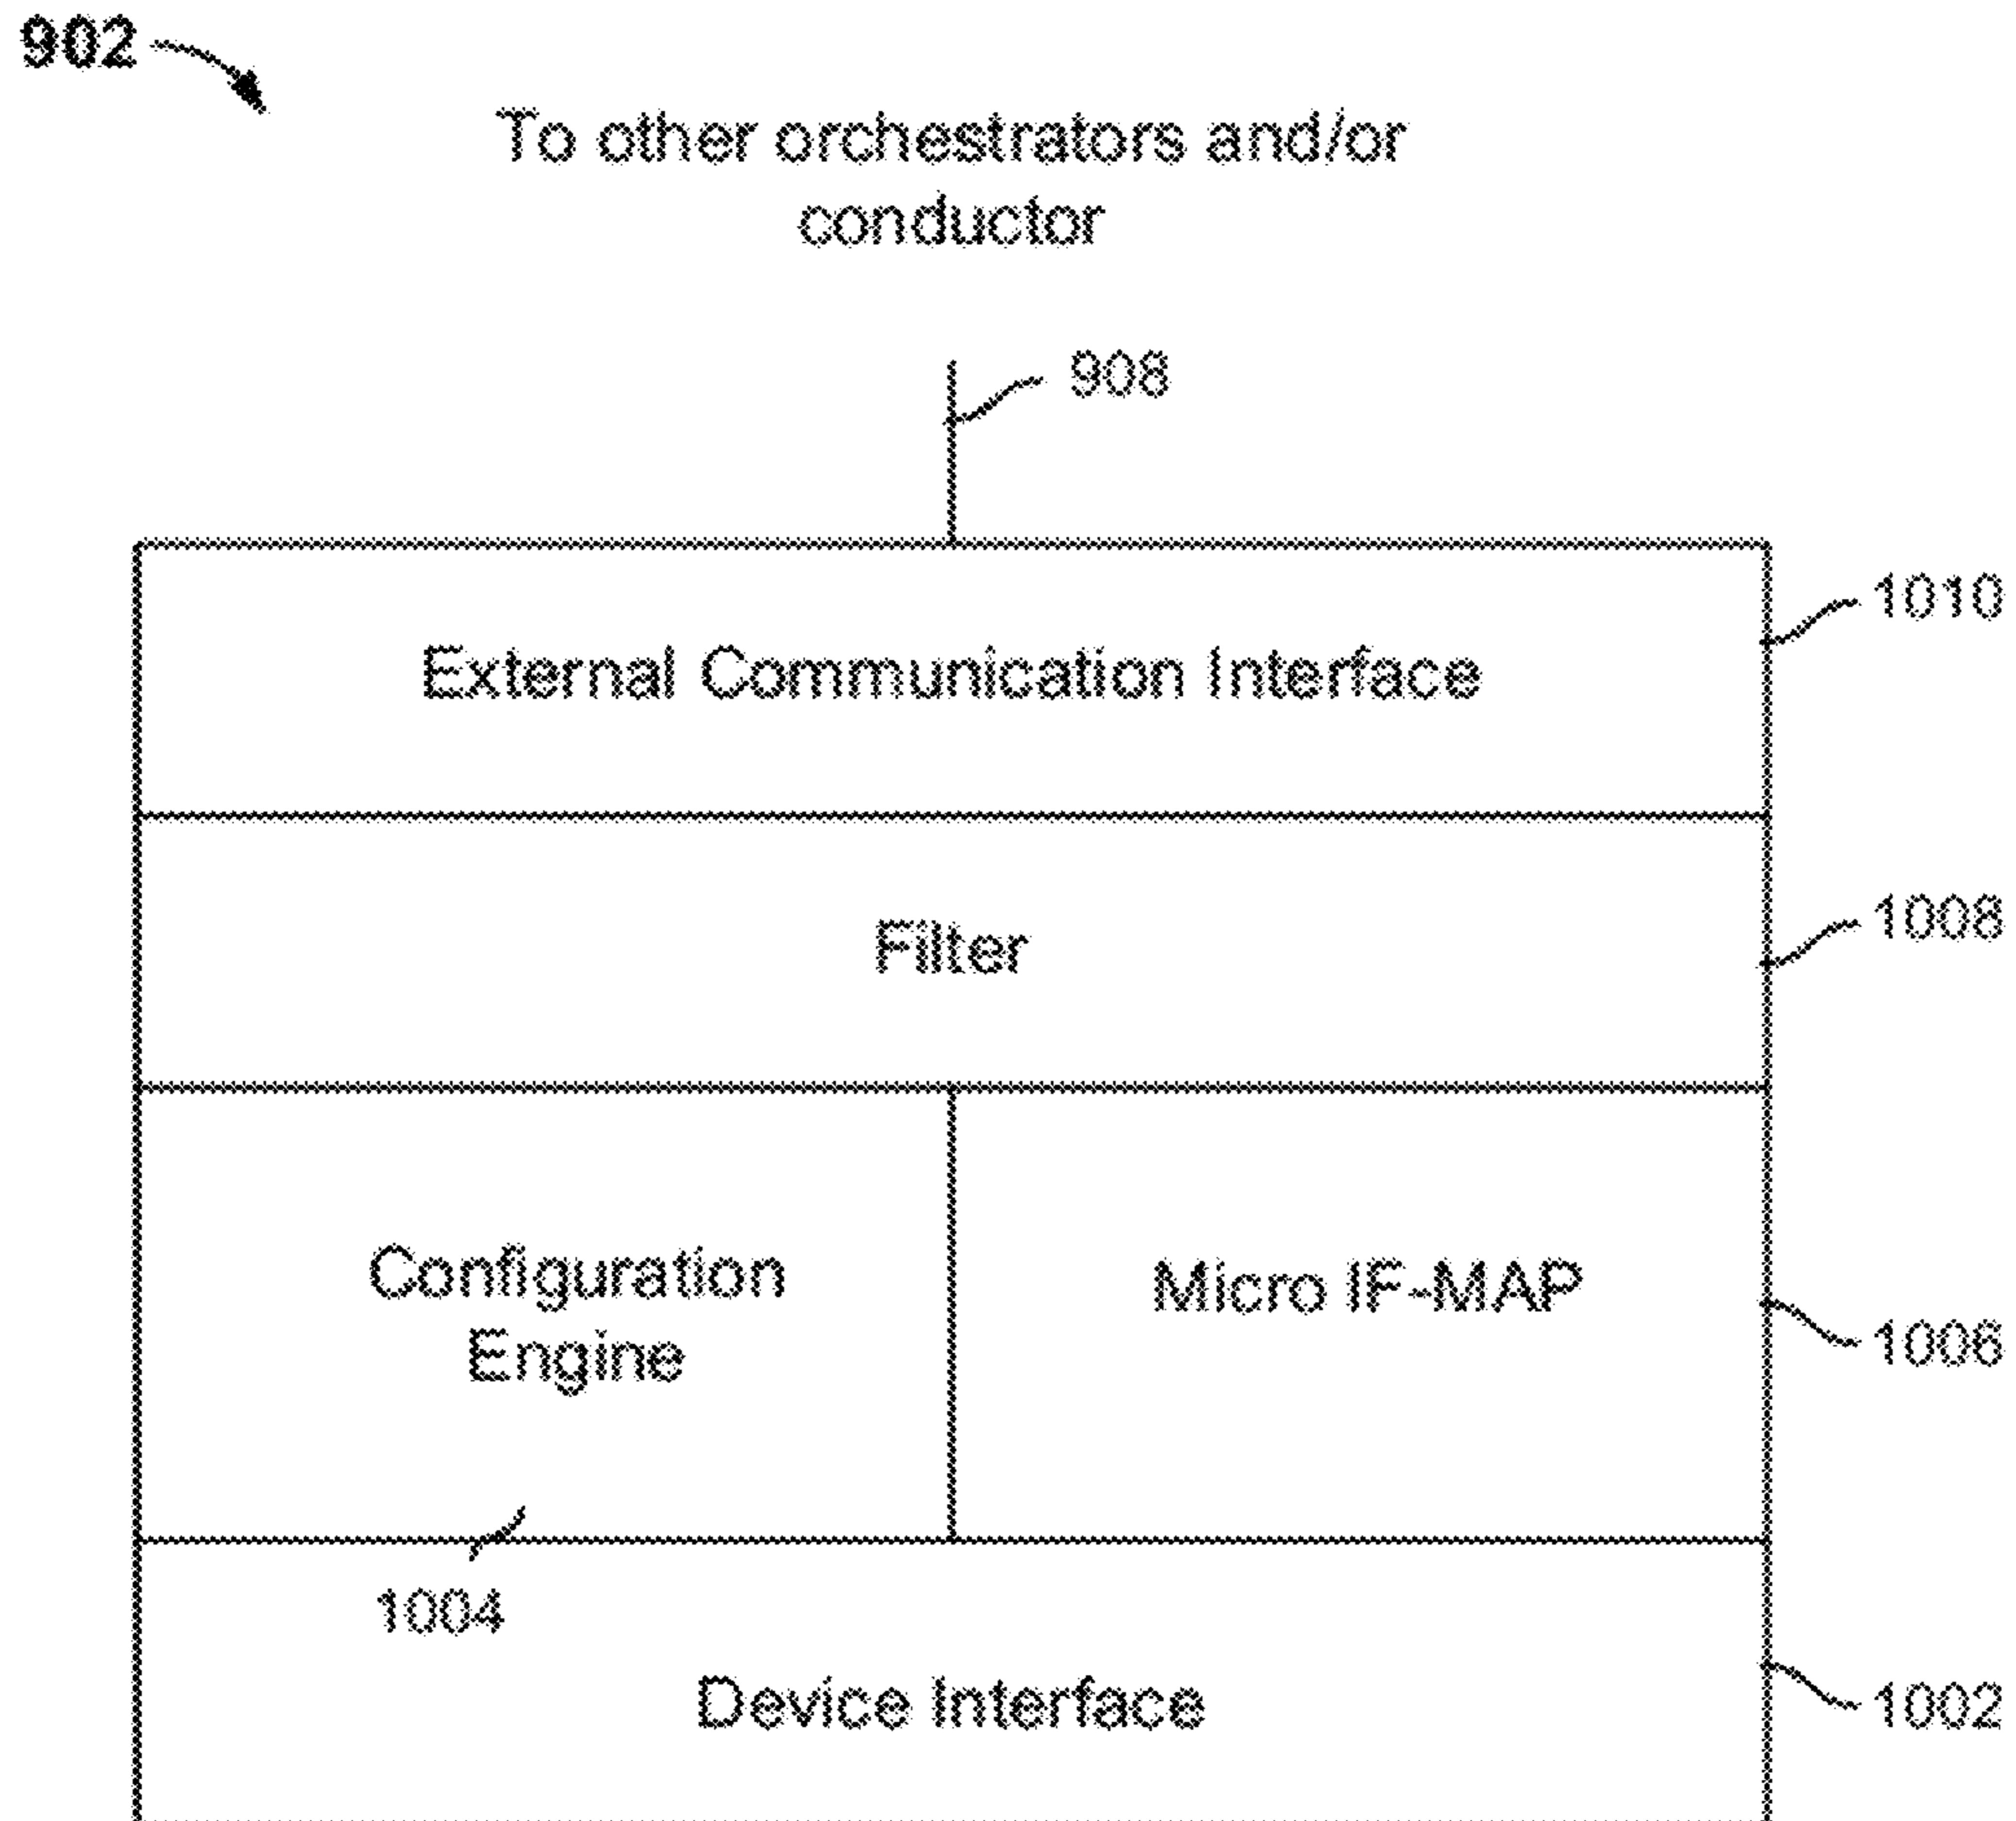 902
To other orchestrators and/or
conductor
908
1010
External Communication Interface
1008
Filter
Configuration
Engine
Micro IF-MAP
1006
1004
Device Interface
1002